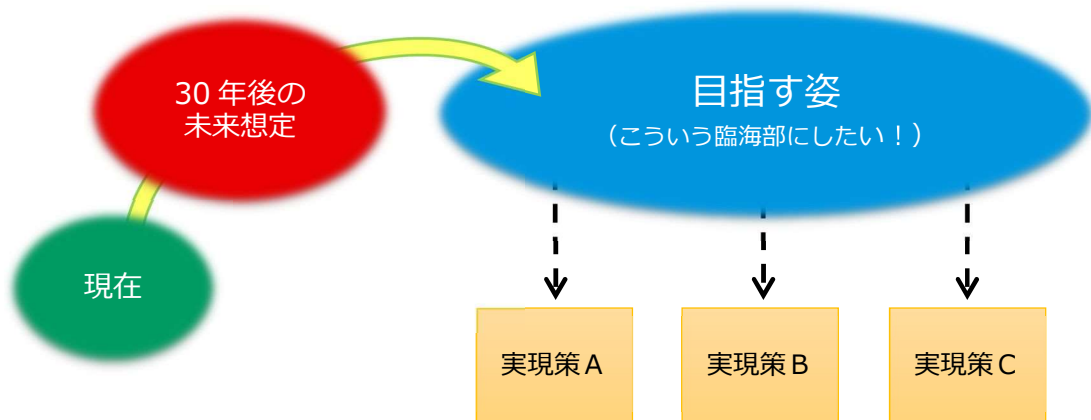 30 年後の
未来想定
目指す姿
（こういう臨海部にしたい！）
現在
実現策Ａ
実現策Ｂ
実現策Ｃ